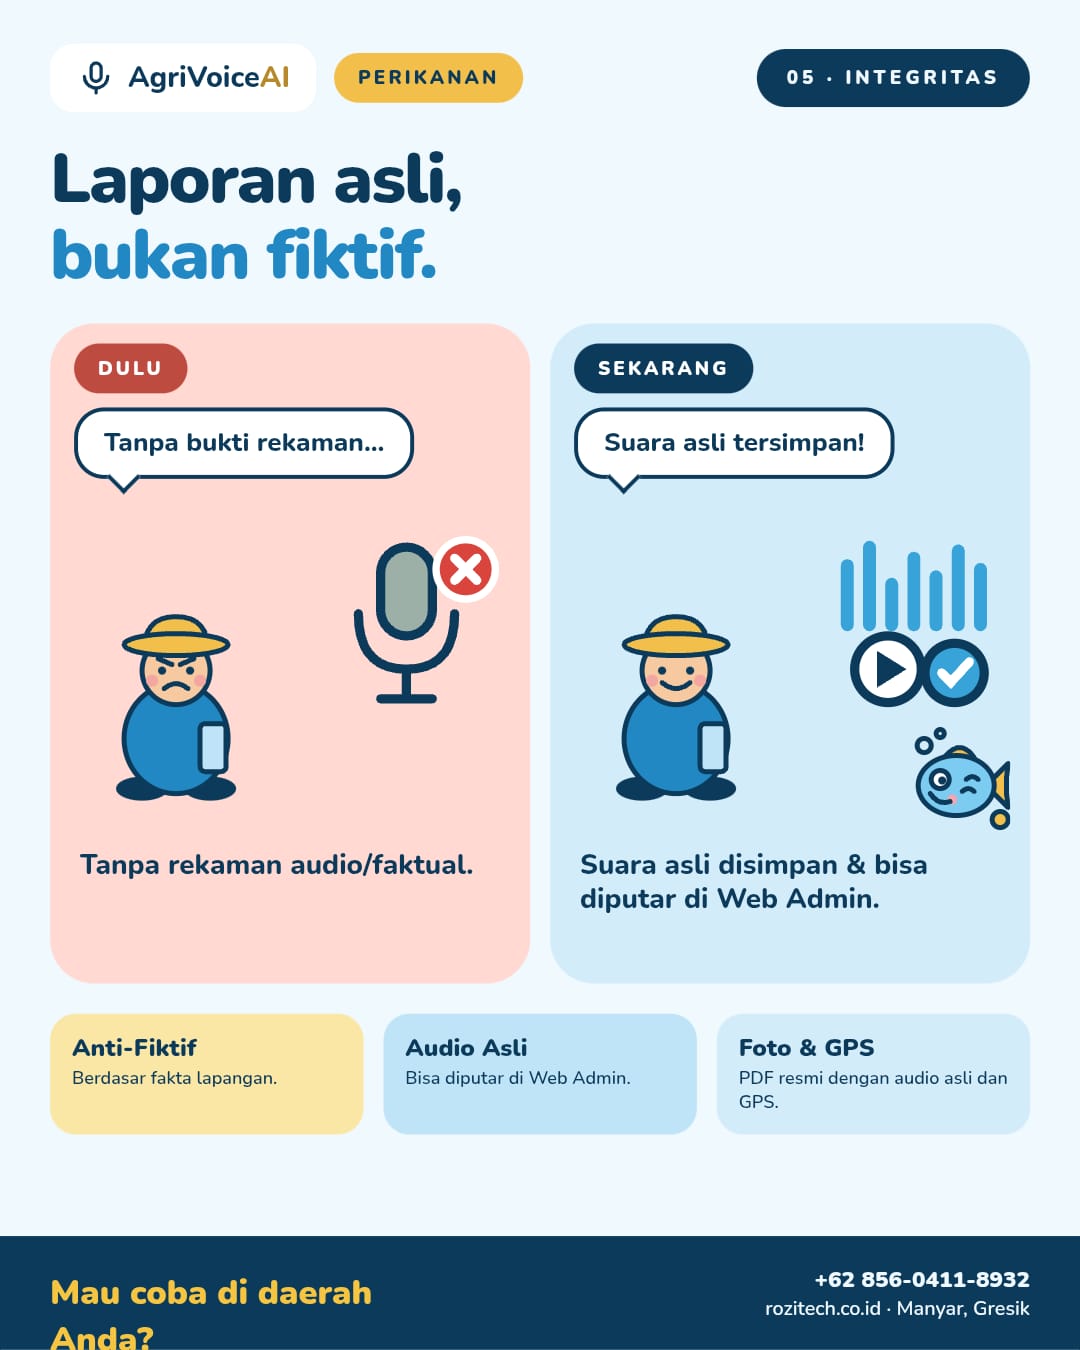 AgriVoiceAI
PERIKANAN
05 · INTEGRITAS
Laporan asli,
bukan fiktif.
DULU
Tanpa bukti rekaman...
Tanpa rekaman audio/faktual.
SEKARANG
Suara asli tersimpan!
Suara asli disimpan & bisa
diputar di Web Admin.
Anti-Fiktif
Berdasar fakta lapangan.
Audio Asli
Bisa diputar di Web Admin.
Foto & GPS
PDF resmi dengan audio asli dan
GPS.
Mau coba di daerah
Anda?
+62 856-0411-8932
rozitech.co.id · Manyar, Gresik